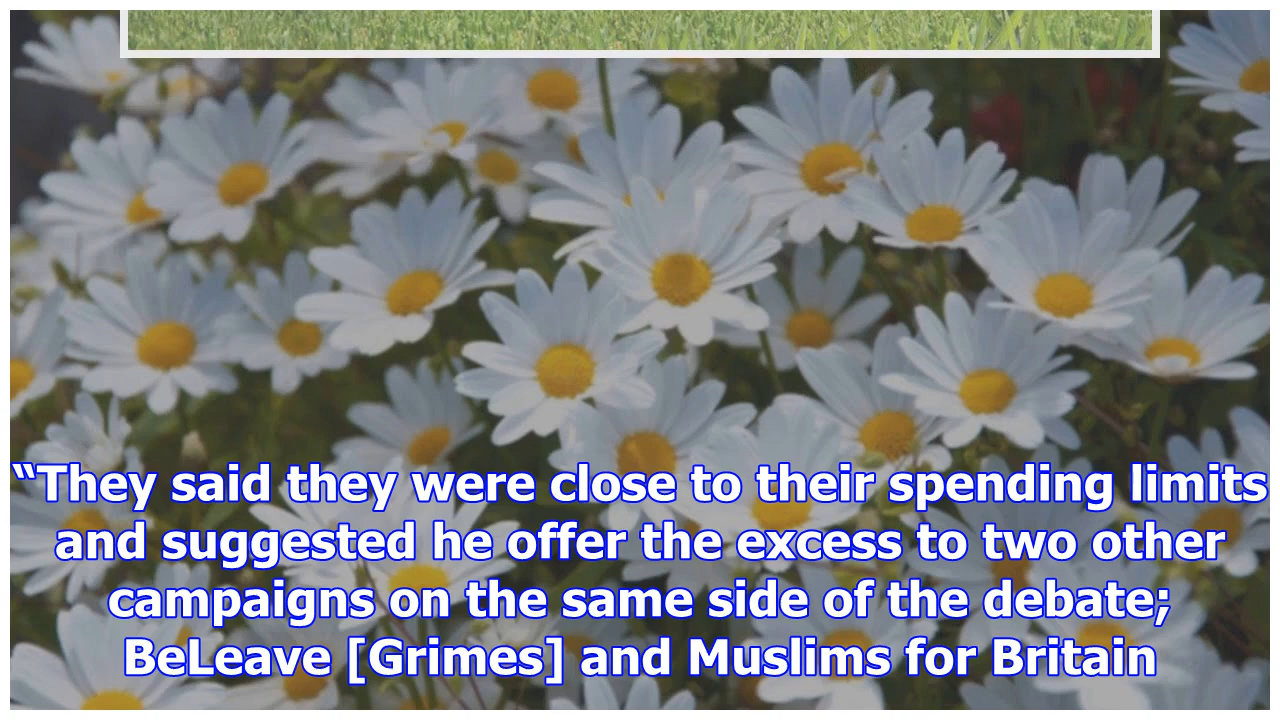 “They said they were close to their spending limits
and suggested he offer the excess to two other
campaigns on the same side of the debate;
BeLeave [Grimes] and Muslims for Britain